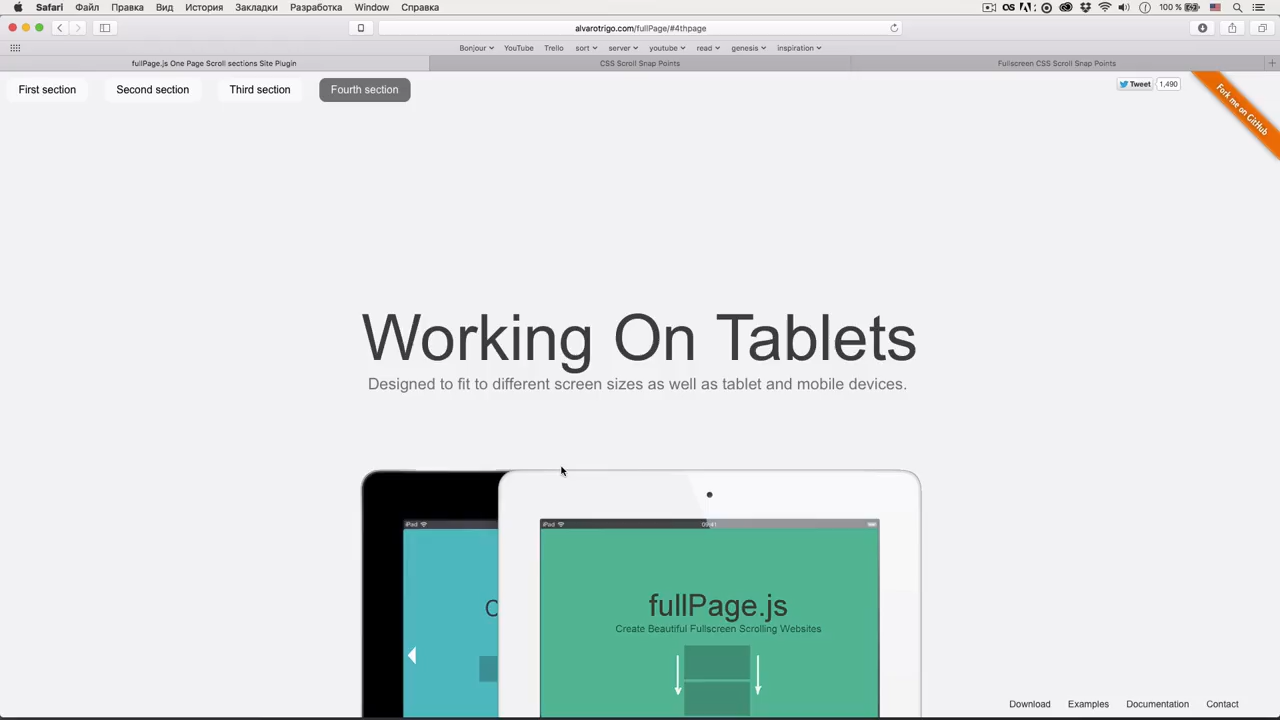 Safari Файл Правка Вид История Закладки Разработка Window Справка 100 %
alvarotrigo.com/fullPage/#4thpage
Bonjour YouTube Trello sort server youtube read genesis inspiration
fullPage.js One Page Scroll sections Site Plugin CSS Scroll Snap Points Fullscreen CSS Scroll Snap Points
First section Second section Third section Fourth section Tweet 1,490
Fork me on GitHub
Working On Tablets
Designed to fit to different screen sizes as well as tablet and mobile devices.
iPad iPad 09:41
C fullPage.js
Create Beautiful Fullscreen Scrolling Websites
Download Examples Documentation Contact